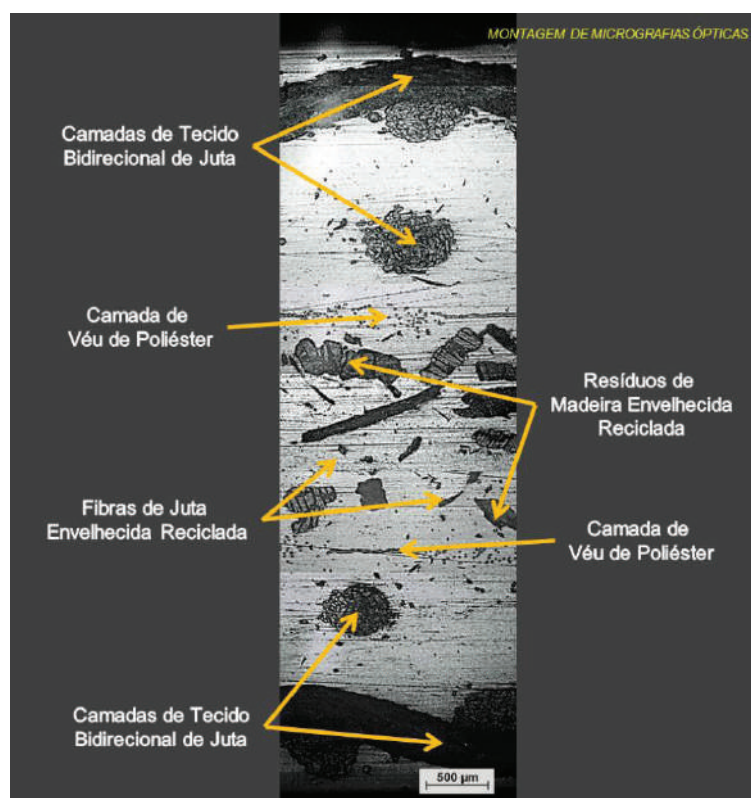 MONTAGEM DE MICROGRAFIAS ÓPTICAS
Camadas de Tecido
Bidirecional de Juta
Camada de
Véu de Poliéster
Resíduos de
Madeira Envelhecida
Reciclada
Fibras de Juta
Envelhecida Reciclada
Camada de
Véu de Poliéster
Camadas de Tecido
Bidirecional de Juta
500 µm